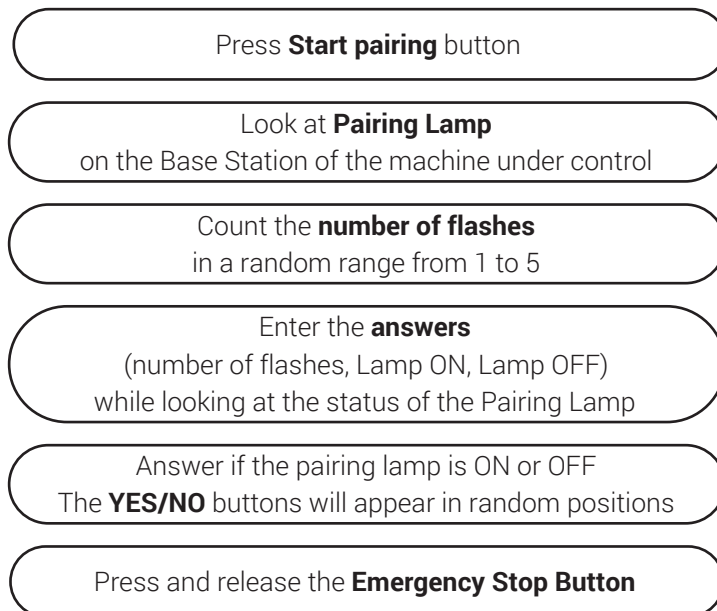 Press Start pairing button
Look at Pairing Lamp
on the Base Station of the machine under control
Count the number of flashes
in a random range from 1 to 5
Enter the answers
(number of flashes, Lamp ON, Lamp OFF)
while looking at the status of the Pairing Lamp
Answer if the pairing lamp is ON or OFF
The YES/NO buttons will appear in random positions
Press and release the Emergency Stop Button